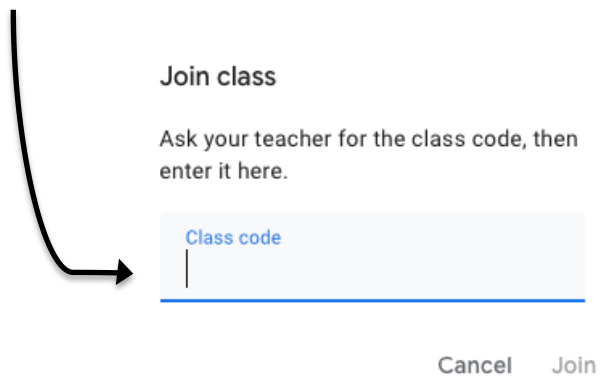 Join class
Ask your teacher for the class code, then
enter it here.
Class code
Cancel Join